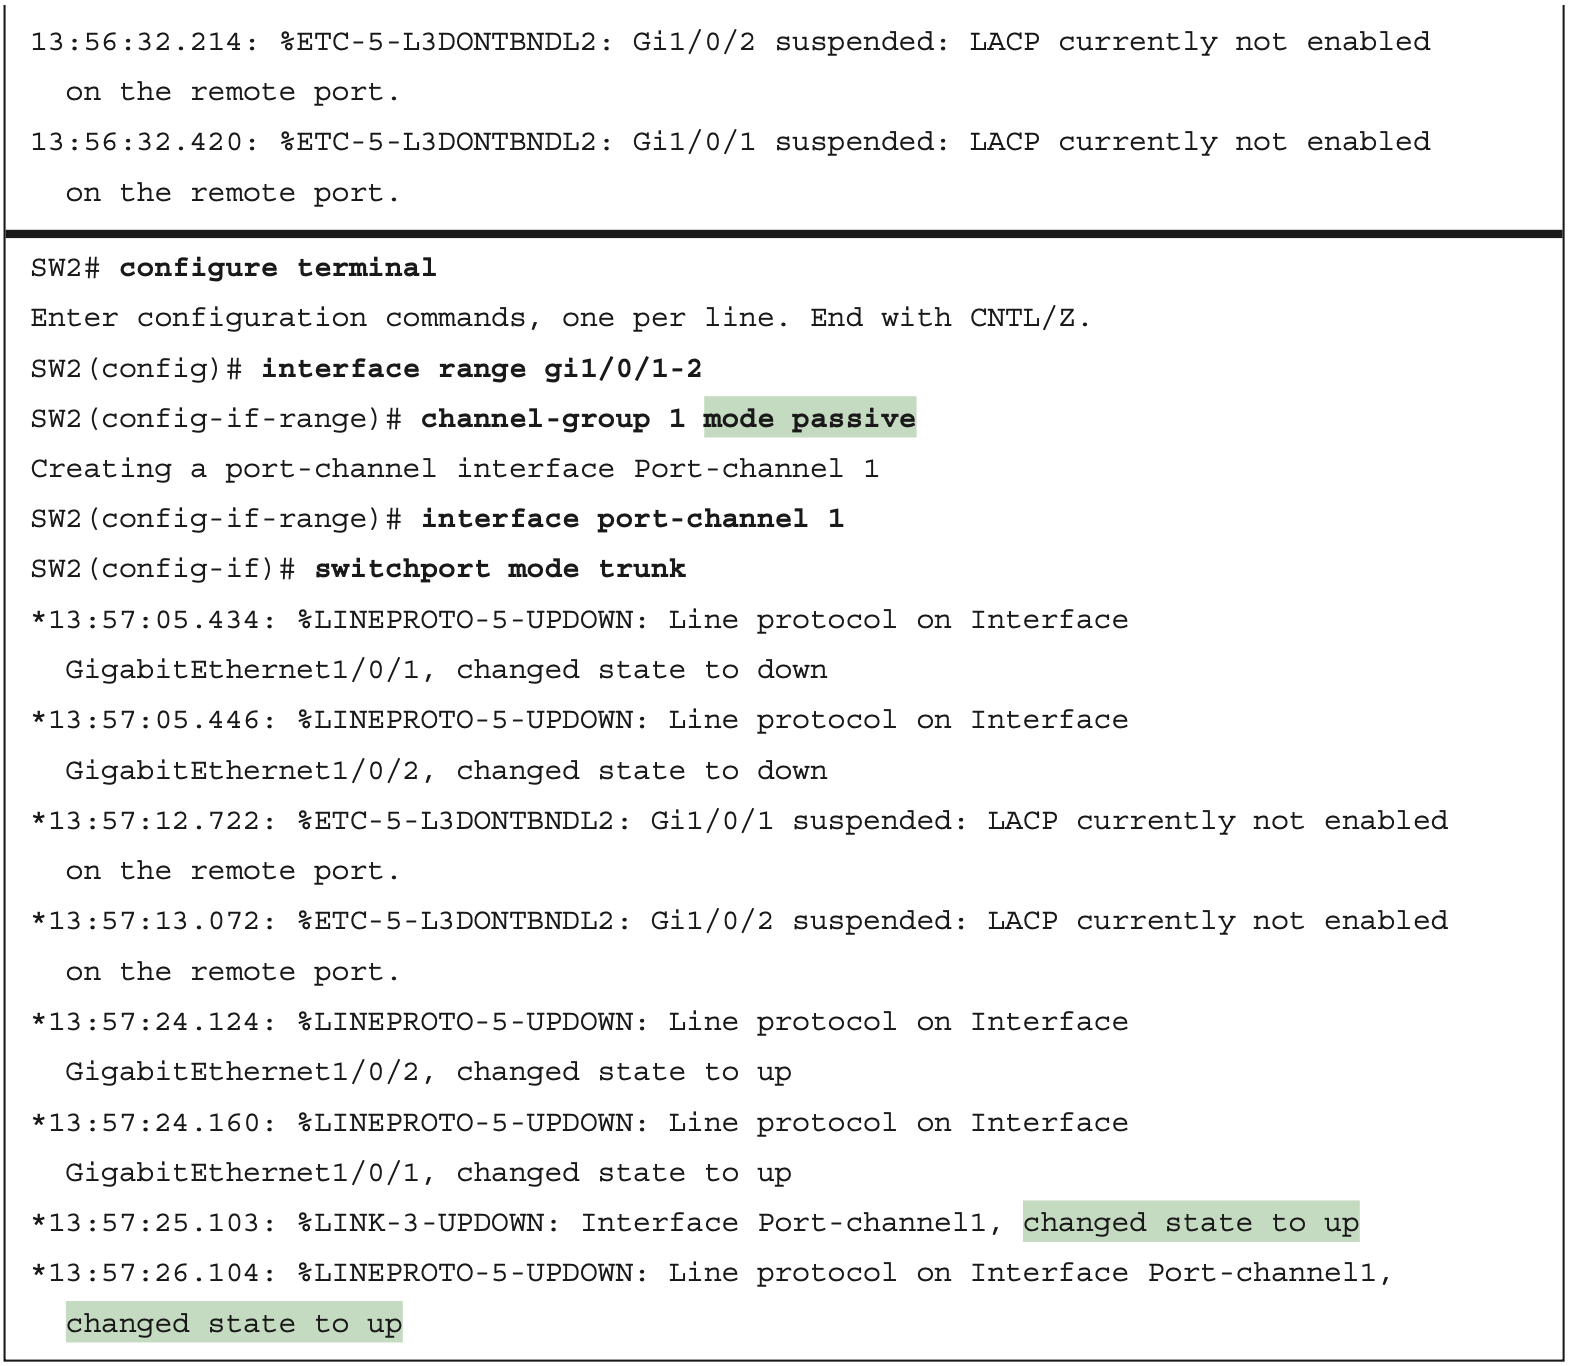 13:56:32.214: %ETC-5-L3DONTBNDL2: Gi1/0/2 suspended: LACP currently not enabled
on the remote port.
13:56:32.420: %ETC-5-L3DONTBNDL2: Gi1/0/1 suspended: LACP currently not enabled
on the remote port.
SW2# configure terminal
Enter configuration commands, one per line. End with CNTL/Z.
SW2(config)# interface range gi1/0/1-2
SW2(config-if-range)# channel-group 1 mode passive
Creating a port-channel interface Port-channel 1
SW2(config-if-range)# interface port-channel 1
SW2(config-if)# switchport mode trunk
*13:57:05.434: %LINEPROTO-5-UPDOWN: Line protocol on Interface
GigabitEthernet1/0/1, changed state to down
*13:57:05.446: %LINEPROTO-5-UPDOWN: Line protocol on Interface
GigabitEthernet1/0/2, changed state to down
*13:57:12.722: %ETC-5-L3DONTBNDL2: Gi1/0/1 suspended: LACP currently not enabled
on the remote port.
*13:57:13.072: %ETC-5-L3DONTBNDL2: Gi1/0/2 suspended: LACP currently not enabled
on the remote port.
*13:57:24.124: %LINEPROTO-5-UPDOWN: Line protocol on Interface
GigabitEthernet1/0/2, changed state to up
*13:57:24.160: %LINEPROTO-5-UPDOWN: Line protocol on Interface
GigabitEthernet1/0/1, changed state to up
*13:57:25.103: %LINK-3-UPDOWN: Interface Port-channel1, changed state to up
*13:57:26.104: %LINEPROTO-5-UPDOWN: Line protocol on Interface Port-channel1,
changed state to up